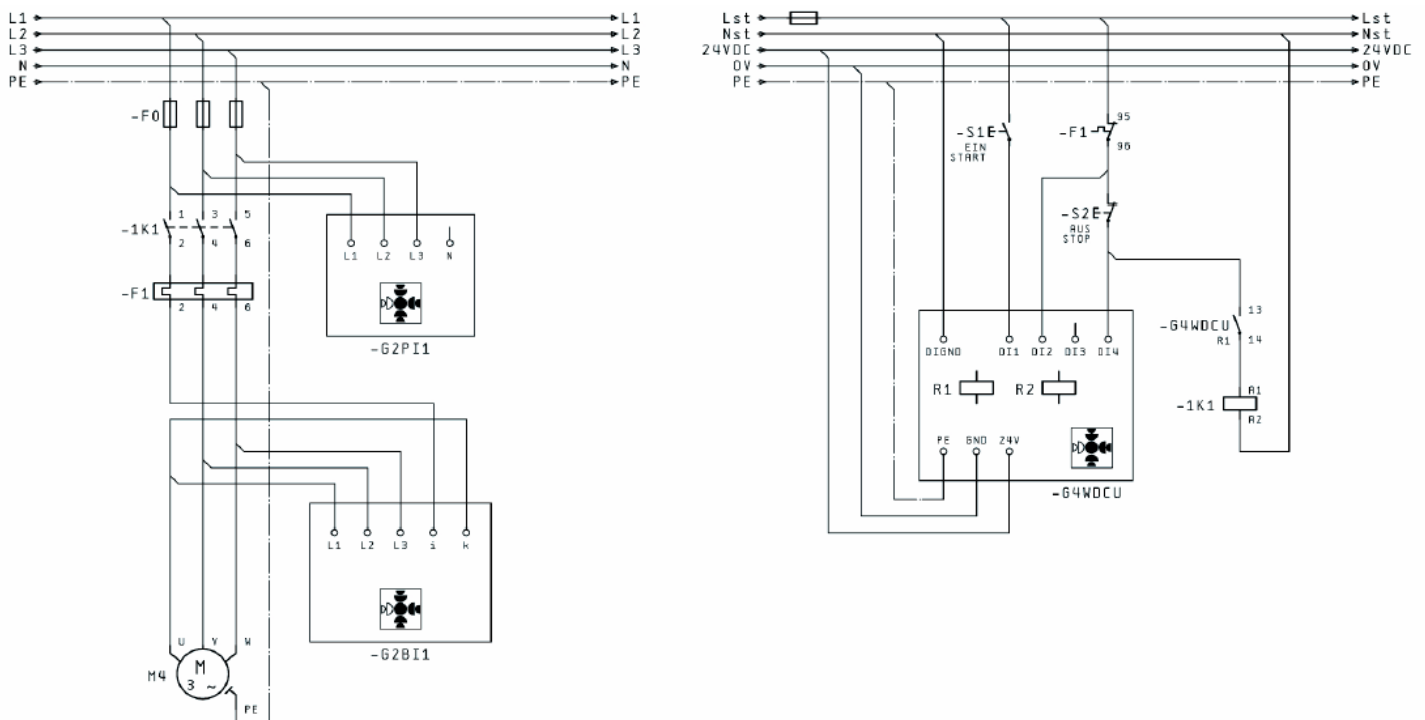 L1 L1
L2 L2
L3 L3
N N
PE PE
-F0
1 3 5
-1K1
2 4 6
-F1
2 4 6
L1 L2 L3 N
-G2PI1
L1 L2 L3 i k
-G2BI1
U V W
M4
M
3 ~
PE
Lst Lst
Nst Nst
24VDC 24VDC
0V 0V
PE PE
-S1E
EIN
START
-F1
95
96
-S2E
AUS
STOP
13
-G4WDCU
R1 14
DIGND DI1 DI2 DI3 DI4
R1 R2
-1K1
A1
A2
PE GND 24V
-G4WDCU